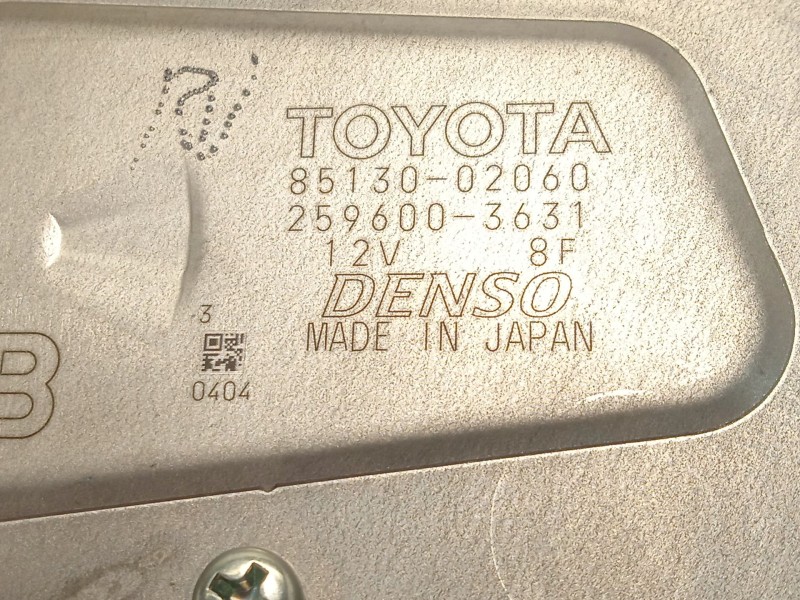 TOYOTA
85130-02060
259600-3631
12V 8F
DENSO
MADE IN JAPAN
3
0404
B